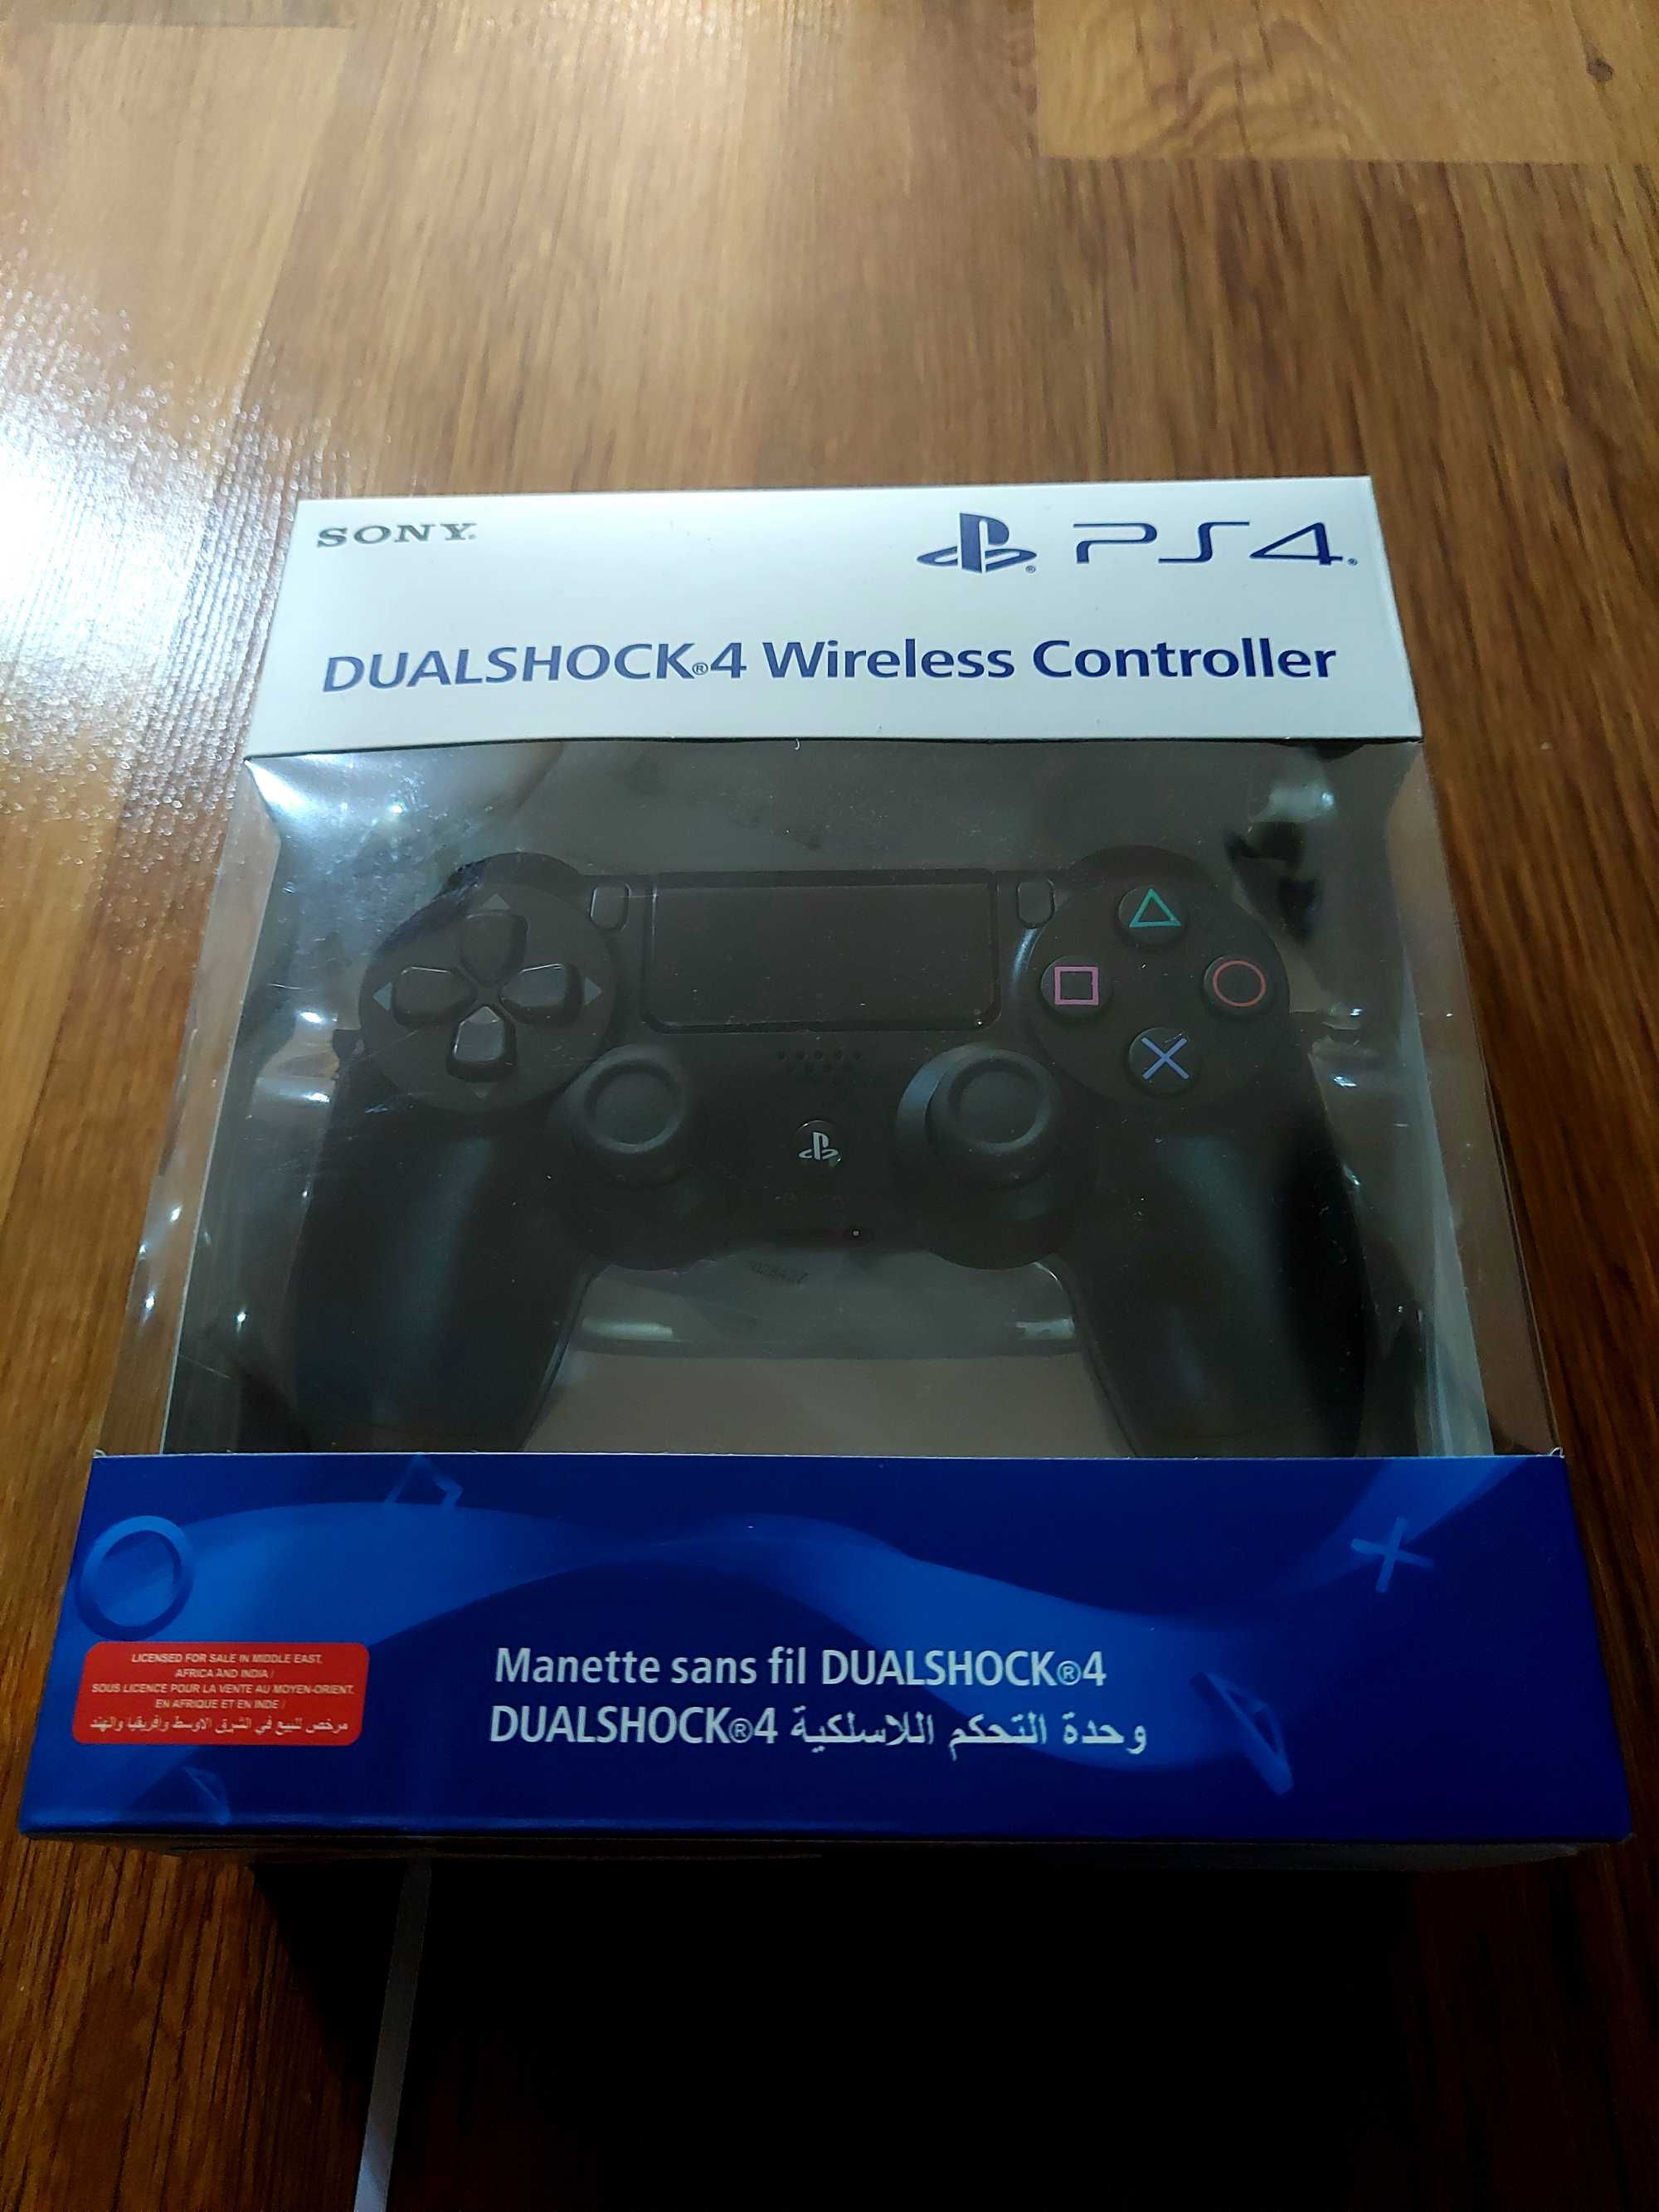 SONY®
PS4®
DUALSHOCK®4 Wireless Controller
LICENSED FOR SALE IN MIDDLE EAST,
AFRICA AND INDIA /
SOUS LICENCE POUR LA VENTE AU MOYEN-ORIENT,
EN AFRIQUE ET EN INDE /
مرخص للبيع في الشرق الاوسط وافريقيا والهند
Manette sans fil DUALSHOCK®4
وحدة التحكم اللاسلكية DUALSHOCK®4